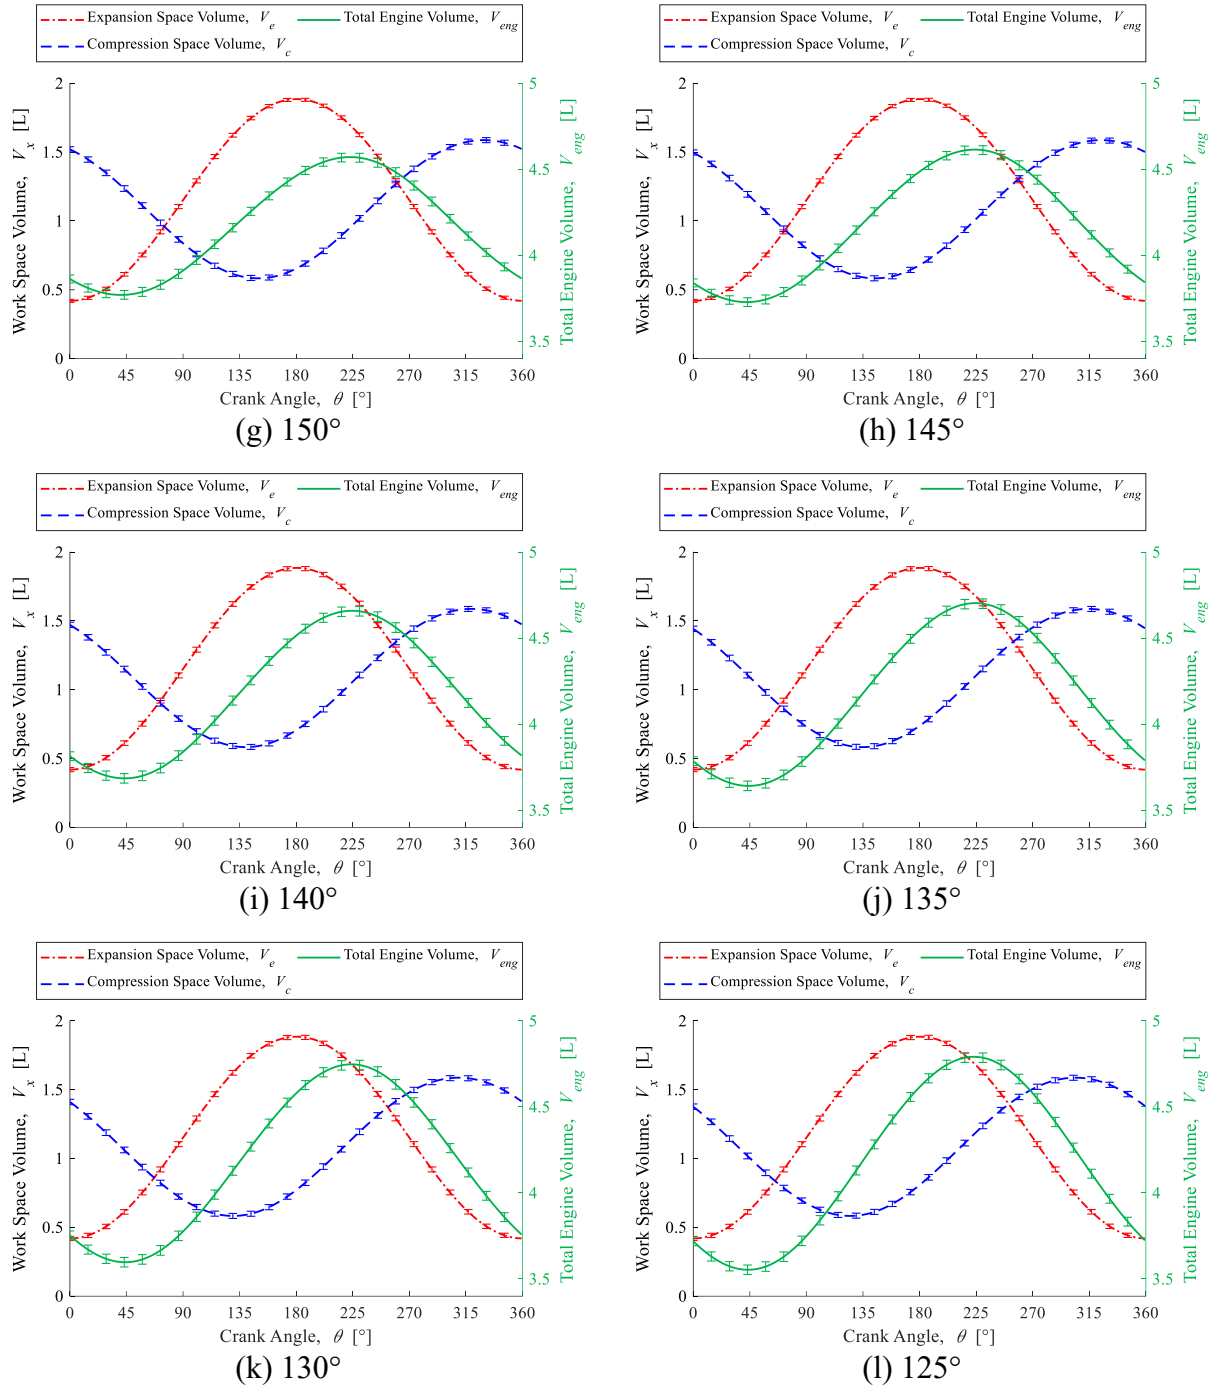 Expansion Space Volume, V_e Total Engine Volume, V_eng
Compression Space Volume, V_c
Work Space Volume, V_x [L]
2
1.5
1
0.5
0
Total Engine Volume, V_eng [L]
5
4.5
4
3.5
0 45 90 135 180 225 270 315 360
Crank Angle, θ [°]
(g) 150°
Expansion Space Volume, V_e Total Engine Volume, V_eng
Compression Space Volume, V_c
Work Space Volume, V_x [L]
2
1.5
1
0.5
0
Total Engine Volume, V_eng [L]
5
4.5
4
3.5
0 45 90 135 180 225 270 315 360
Crank Angle, θ [°]
(h) 145°
Expansion Space Volume, V_e Total Engine Volume, V_eng
Compression Space Volume, V_c
Work Space Volume, V_x [L]
2
1.5
1
0.5
0
Total Engine Volume, V_eng [L]
5
4.5
4
3.5
0 45 90 135 180 225 270 315 360
Crank Angle, θ [°]
(i) 140°
Expansion Space Volume, V_e Total Engine Volume, V_eng
Compression Space Volume, V_c
Work Space Volume, V_x [L]
2
1.5
1
0.5
0
Total Engine Volume, V_eng [L]
5
4.5
4
3.5
0 45 90 135 180 225 270 315 360
Crank Angle, θ [°]
(j) 135°
Expansion Space Volume, V_e Total Engine Volume, V_eng
Compression Space Volume, V_c
Work Space Volume, V_x [L]
2
1.5
1
0.5
0
Total Engine Volume, V_eng [L]
5
4.5
4
3.5
0 45 90 135 180 225 270 315 360
Crank Angle, θ [°]
(k) 130°
Expansion Space Volume, V_e Total Engine Volume, V_eng
Compression Space Volume, V_c
Work Space Volume, V_x [L]
2
1.5
1
0.5
0
Total Engine Volume, V_eng [L]
5
4.5
4
3.5
0 45 90 135 180 225 270 315 360
Crank Angle, θ [°]
(l) 125°